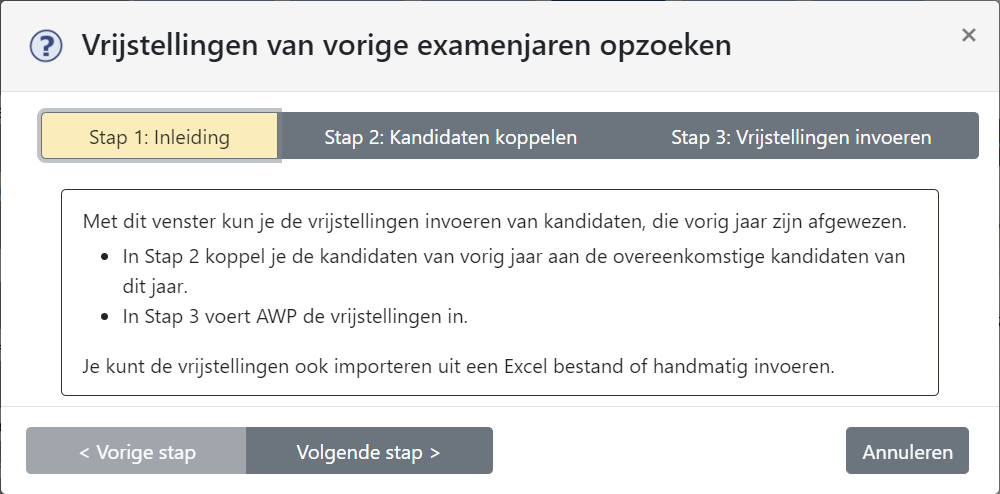 Vrijstellingen van vorige examenjaren opzoeken
×
Stap 1: Inleiding
Stap 2: Kandidaten koppelen
Stap 3: Vrijstellingen invoeren
Met dit venster kun je de vrijstellingen invoeren van kandidaten, die vorig jaar zijn afgewezen.
• In Stap 2 koppel je de kandidaten van vorig jaar aan de overeenkomstige kandidaten van
dit jaar.
• In Stap 3 voert AWP de vrijstellingen in.
Je kunt de vrijstellingen ook importeren uit een Excel bestand of handmatig invoeren.
< Vorige stap
Volgende stap >
Annuleren